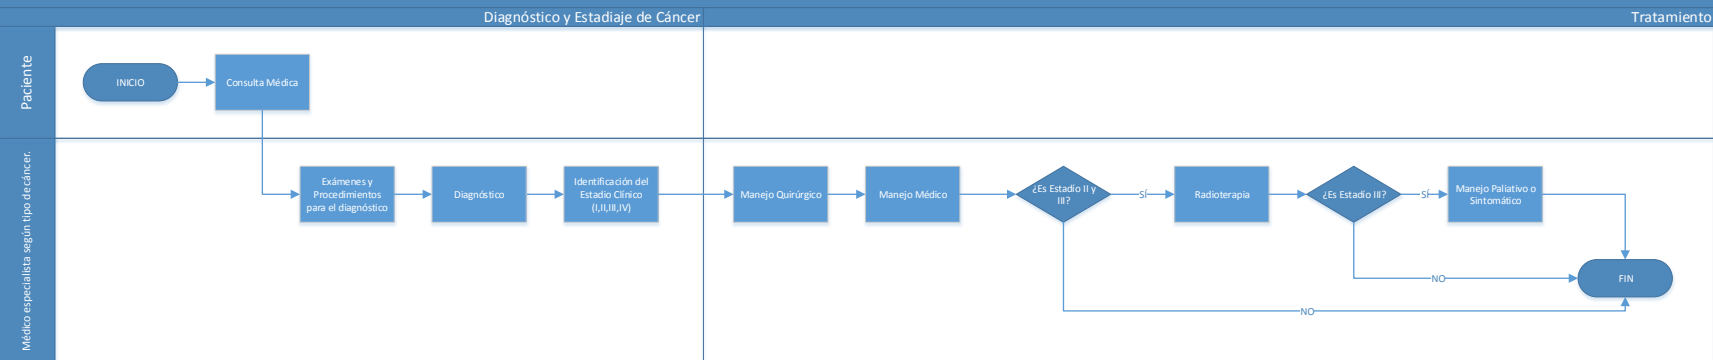 Diagnóstico y Estadiaje de Cáncer
Tratamiento
Paciente
INICIO
Consulta Médica
Médico especialista según tipo de cáncer.
Exámenes y
Procedimientos
para el diagnóstico
Diagnóstico
Identificación del
Estadio Clínico
(I,II,III,IV)
Manejo Quirúrgico
Manejo Médico
¿Es Estadío II y
III?
SÍ
Radioterapia
¿Es Estadío III?
SÍ
Manejo Paliativo o
Sintomático
NO
FIN
NO